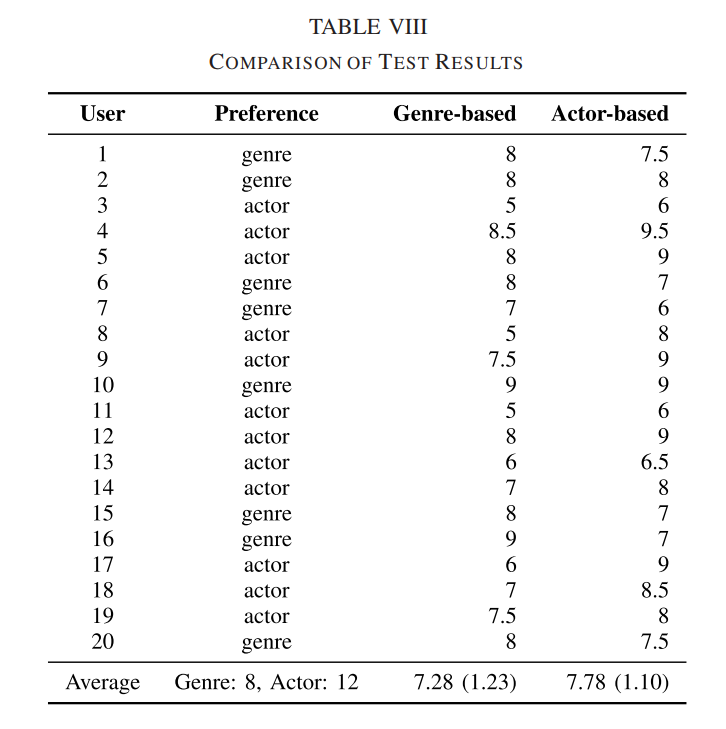 TABLE VIII
COMPARISON OF TEST RESULTS
User Preference Genre-based Actor-based
1 genre 8 7.5
2 genre 8 8
3 actor 5 6
4 actor 8.5 9.5
5 actor 8 9
6 genre 8 7
7 genre 7 6
8 actor 5 8
9 actor 7.5 9
10 genre 9 9
11 actor 5 6
12 actor 8 9
13 actor 6 6.5
14 actor 7 8
15 genre 8 7
16 genre 9 7
17 actor 6 9
18 actor 7 8.5
19 actor 7.5 8
20 genre 8 7.5
Average Genre: 8, Actor: 12 7.28 (1.23) 7.78 (1.10)